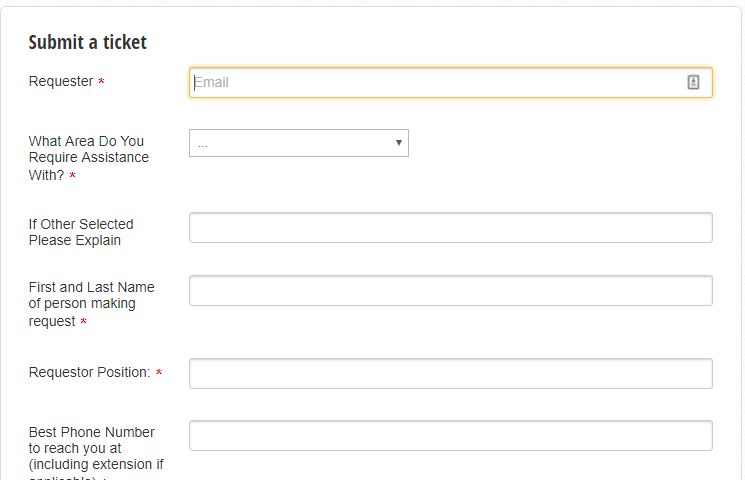 Submit a ticket
Requester *
Email
What Area Do You
Require Assistance
With? *
...
If Other Selected
Please Explain
First and Last Name
of person making
request *
Requestor Position: *
Best Phone Number
to reach you at
(including extension if
applicable) *